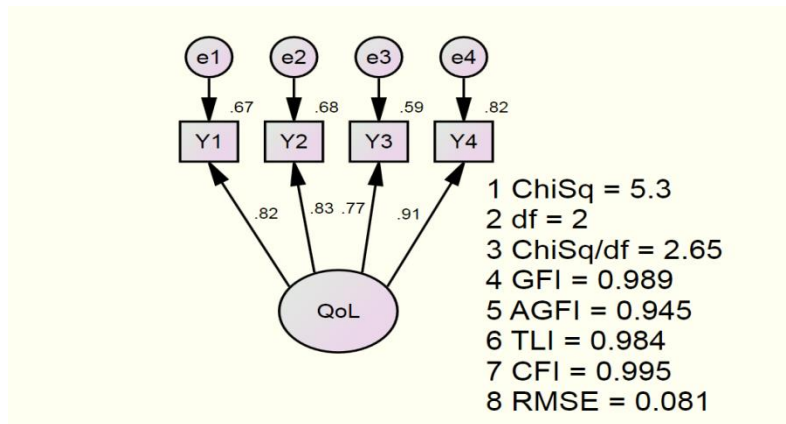 e1 e2 e3 e4
.67 .68 .59 .82
Y1 Y2 Y3 Y4
.82 .83 .77 .91
QoL
1 ChiSq = 5.3
2 df = 2
3 ChiSq/df = 2.65
4 GFI = 0.989
5 AGFI = 0.945
6 TLI = 0.984
7 CFI = 0.995
8 RMSE = 0.081